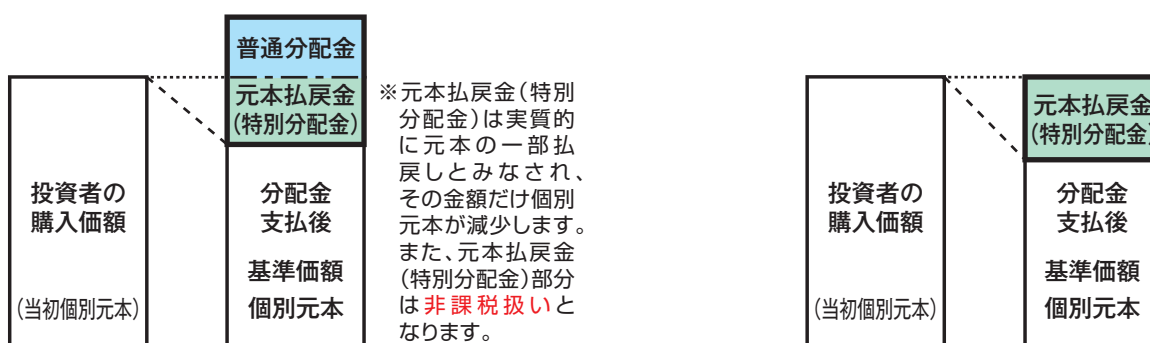 普通分配金
元本払戻金
(特別分配金)
投資者の
購入価額
(当初個別元本)
分配金
支払後
基準価額
個別元本
※元本払戻金(特別
分配金)は実質的
に元本の一部払
戻しとみなされ、
その金額だけ個別
元本が減少します。
また、元本払戻金
(特別分配金)部分
は非課税扱いと
なります。
投資者の
購入価額
(当初個別元本)
元本払戻金
(特別分配金)
分配金
支払後
基準価額
個別元本